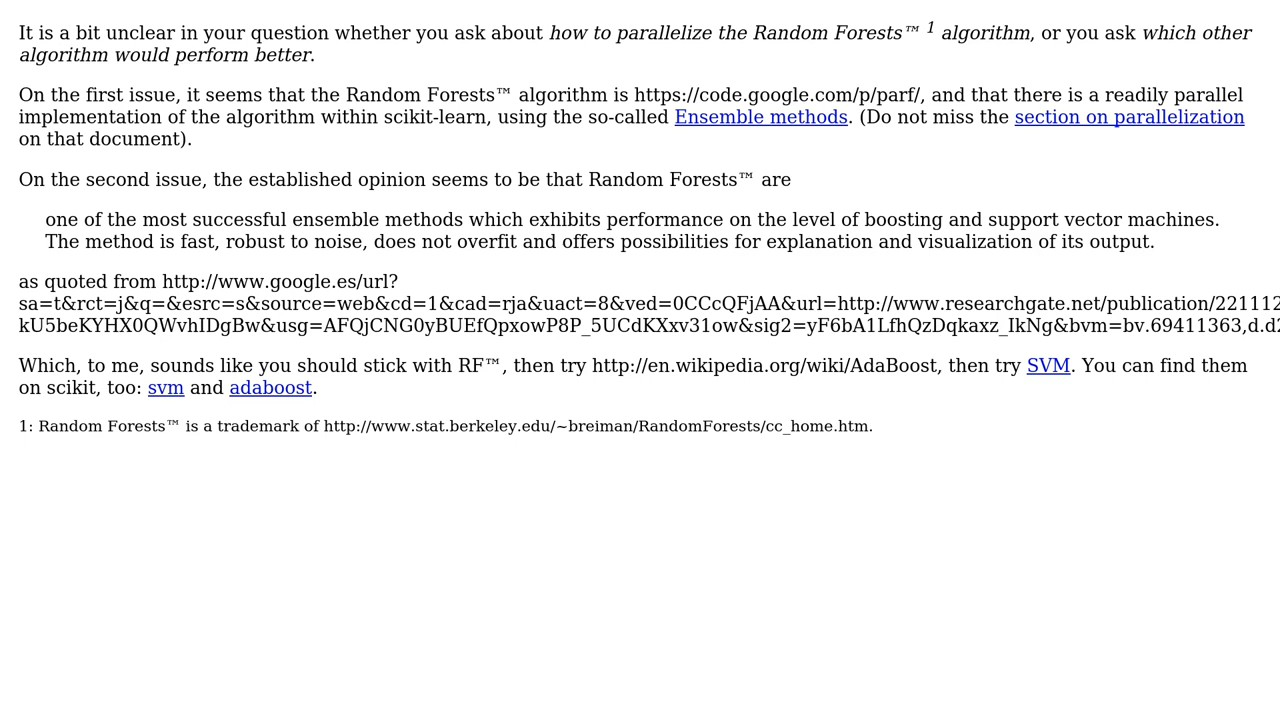 It is a bit unclear in your question whether you ask about how to parallelize the Random Forests™ 1 algorithm, or you ask which other
algorithm would perform better.
On the first issue, it seems that the Random Forests™ algorithm is https://code.google.com/p/parf/, and that there is a readily parallel
implementation of the algorithm within scikit-learn, using the so-called Ensemble methods. (Do not miss the section on parallelization
on that document).
On the second issue, the established opinion seems to be that Random Forests™ are
one of the most successful ensemble methods which exhibits performance on the level of boosting and support vector machines.
The method is fast, robust to noise, does not overfit and offers possibilities for explanation and visualization of its output.
as quoted from http://www.google.es/url?
sa=t&rct=j&q=&esrc=s&source=web&cd=1&cad=rja&uact=8&ved=0CCcQFjAA&url=http://www.researchgate.net/publication/221112
kU5beKYHX0QWvhIDgBw&usg=AFQjCNG0yBUEfQpxowP8P_5UCdKXxv31ow&sig2=yF6bA1LfhQzDqkaxz_IkNg&bvm=bv.69411363,d.d2
Which, to me, sounds like you should stick with RF™, then try http://en.wikipedia.org/wiki/AdaBoost, then try SVM. You can find them
on scikit, too: svm and adaboost.
1: Random Forests™ is a trademark of http://www.stat.berkeley.edu/~breiman/RandomForests/cc_home.htm.